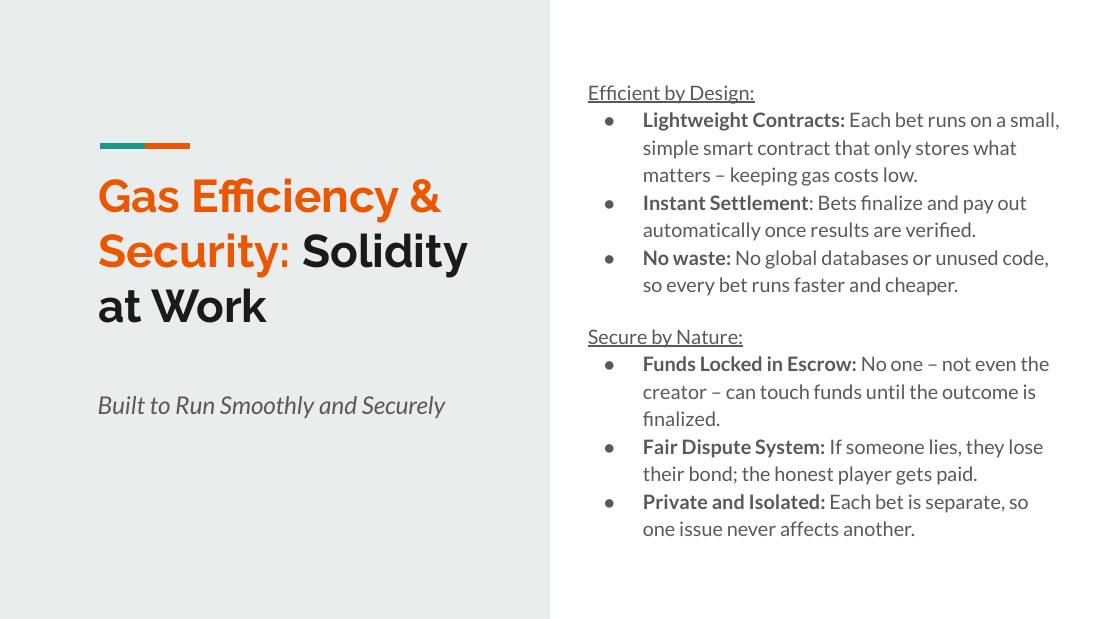 Gas Efficiency &
Security: Solidity
at Work
Built to Run Smoothly and Securely
Efficient by Design:
● Lightweight Contracts: Each bet runs on a small,
simple smart contract that only stores what
matters – keeping gas costs low.
● Instant Settlement: Bets finalize and pay out
automatically once results are verified.
● No waste: No global databases or unused code,
so every bet runs faster and cheaper.
Secure by Nature:
● Funds Locked in Escrow: No one – not even the
creator – can touch funds until the outcome is
finalized.
● Fair Dispute System: If someone lies, they lose
their bond; the honest player gets paid.
● Private and Isolated: Each bet is separate, so
one issue never affects another.